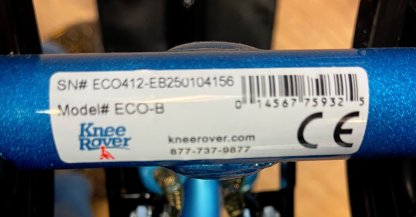 SN# ECO412-EB250104156
Model# ECO-B
0 14567 75932 5
Knee
Rover
kneerover.com
877-737-9877
CE